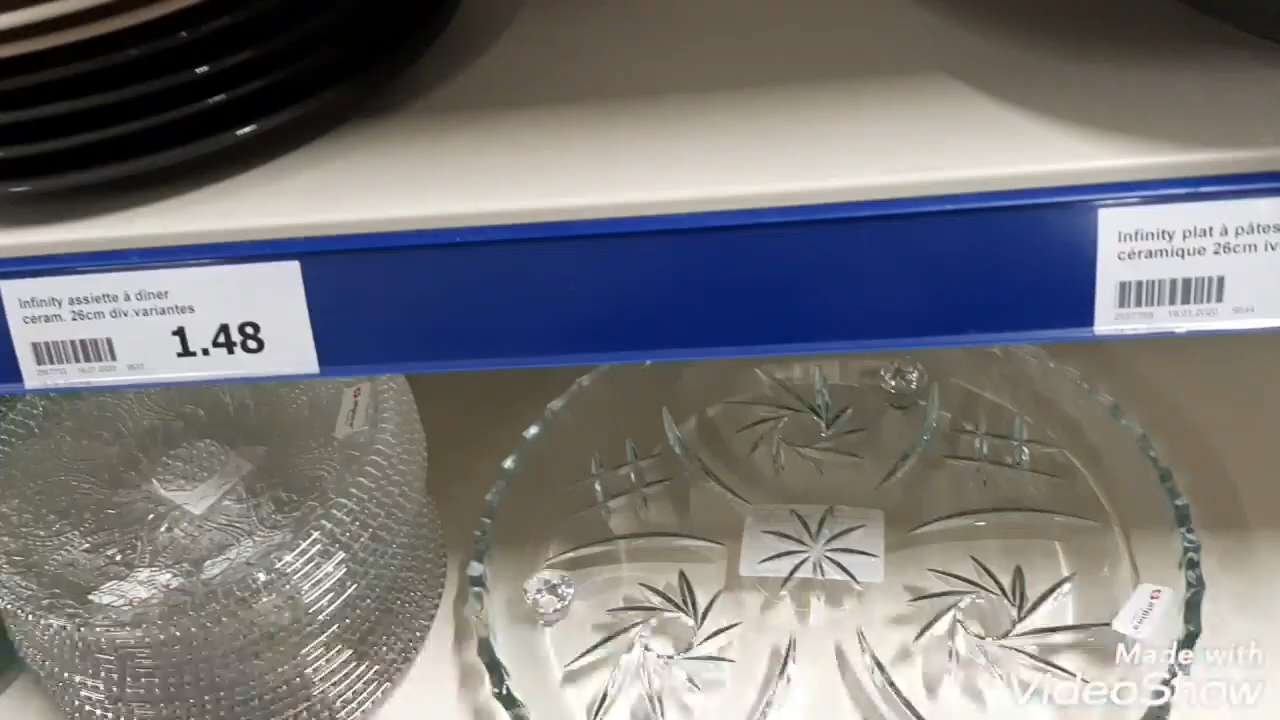 Infinity assiette à dîner
céram. 26cm div.variantes
1.48
Infinity plat à pâtes
céramique 26cm
Made with
VideoShow